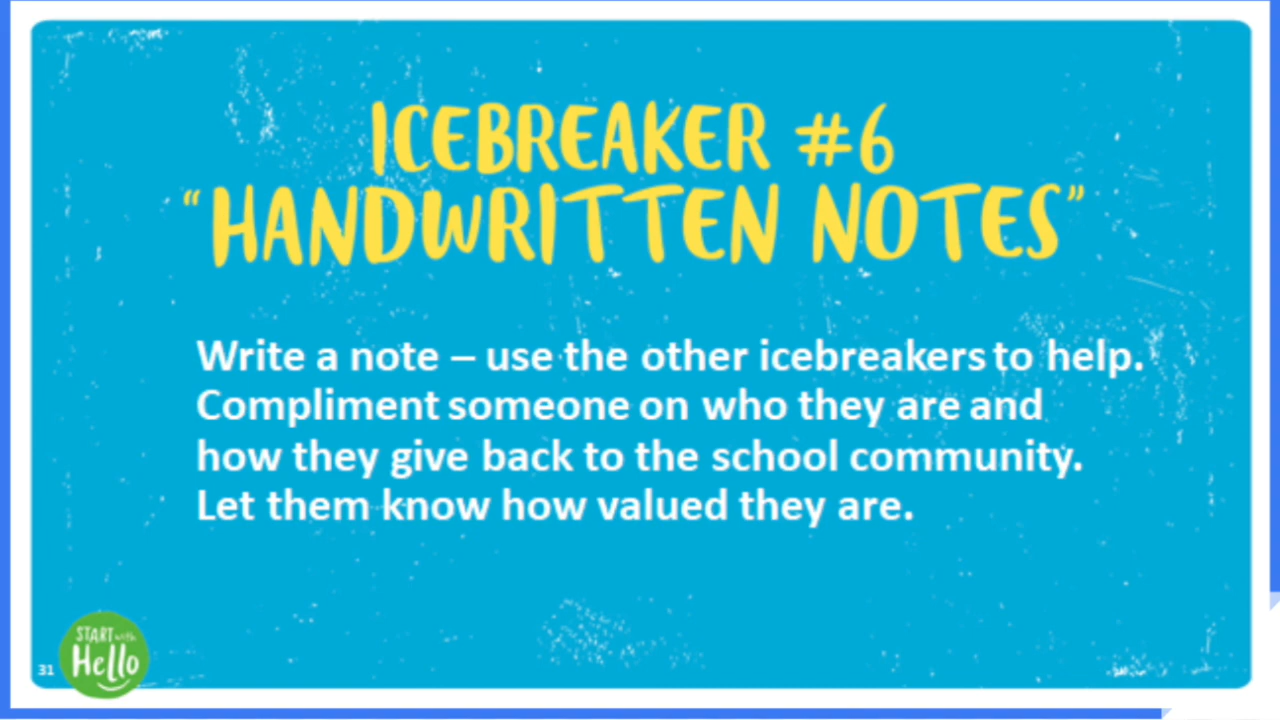 ICEBREAKER #6
“HANDWRITTEN NOTES”
Write a note – use the other icebreakers to help.
Compliment someone on who they are and
how they give back to the school community.
Let them know how valued they are.
31
START with
Hello